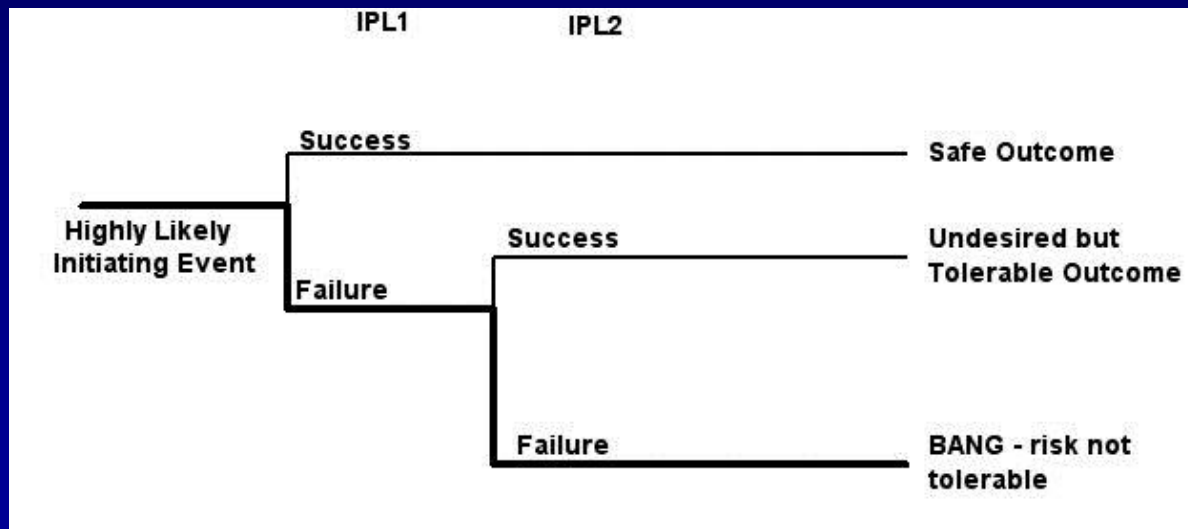 IPL1
IPL2
Success
Safe Outcome
Highly Likely
Initiating Event
Success
Undesired but
Tolerable Outcome
Failure
Failure
BANG - risk not
tolerable